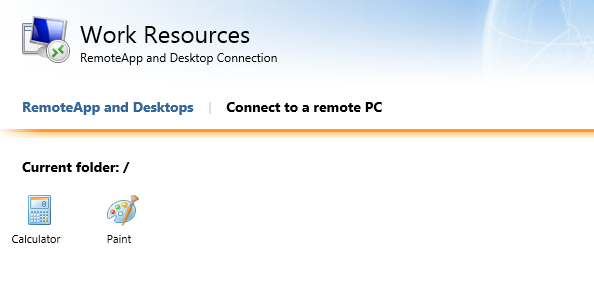 Work Resources
RemoteApp and Desktop Connection
RemoteApp and Desktops | Connect to a remote PC
Current folder: /
Calculator Paint